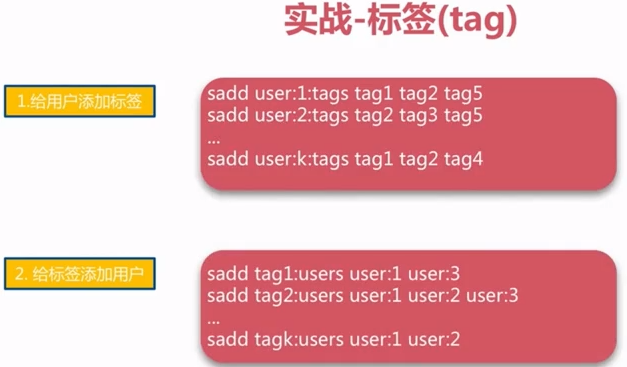 实战-标签(tag)
1.给用户添加标签
sadd user:1:tags tag1 tag2 tag5
sadd user:2:tags tag2 tag3 tag5
...
sadd user:k:tags tag1 tag2 tag4
2. 给标签添加用户
sadd tag1:users user:1 user:3
sadd tag2:users user:1 user:2 user:3
...
sadd tagk:users user:1 user:2